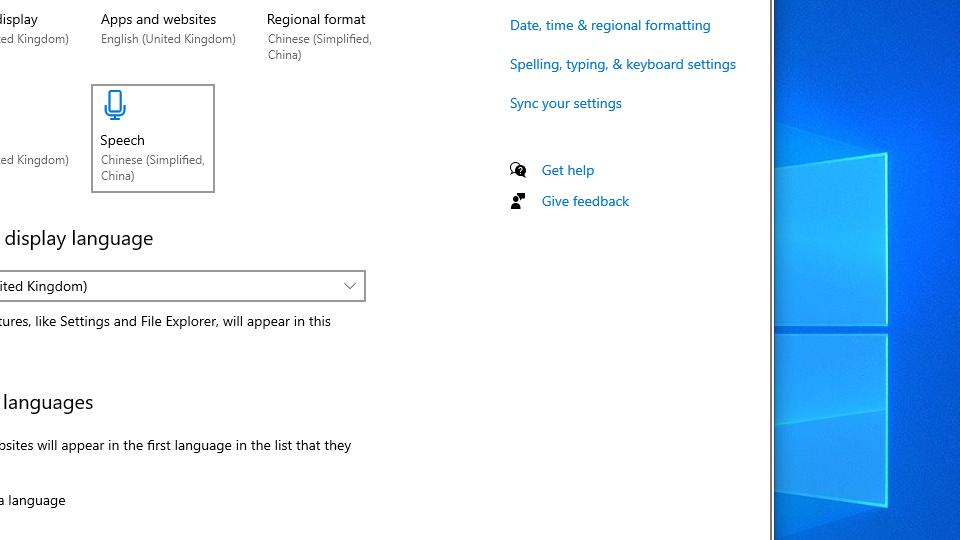 display Apps and websites Regional format
ed Kingdom) English (United Kingdom) Chinese (Simplified,
China)
Speech
ed Kingdom) Chinese (Simplified,
China)
display language
ited Kingdom)
tures, like Settings and File Explorer, will appear in this
languages
bsites will appear in the first language in the list that they
a language
Date, time & regional formatting
Spelling, typing, & keyboard settings
Sync your settings
Get help
Give feedback